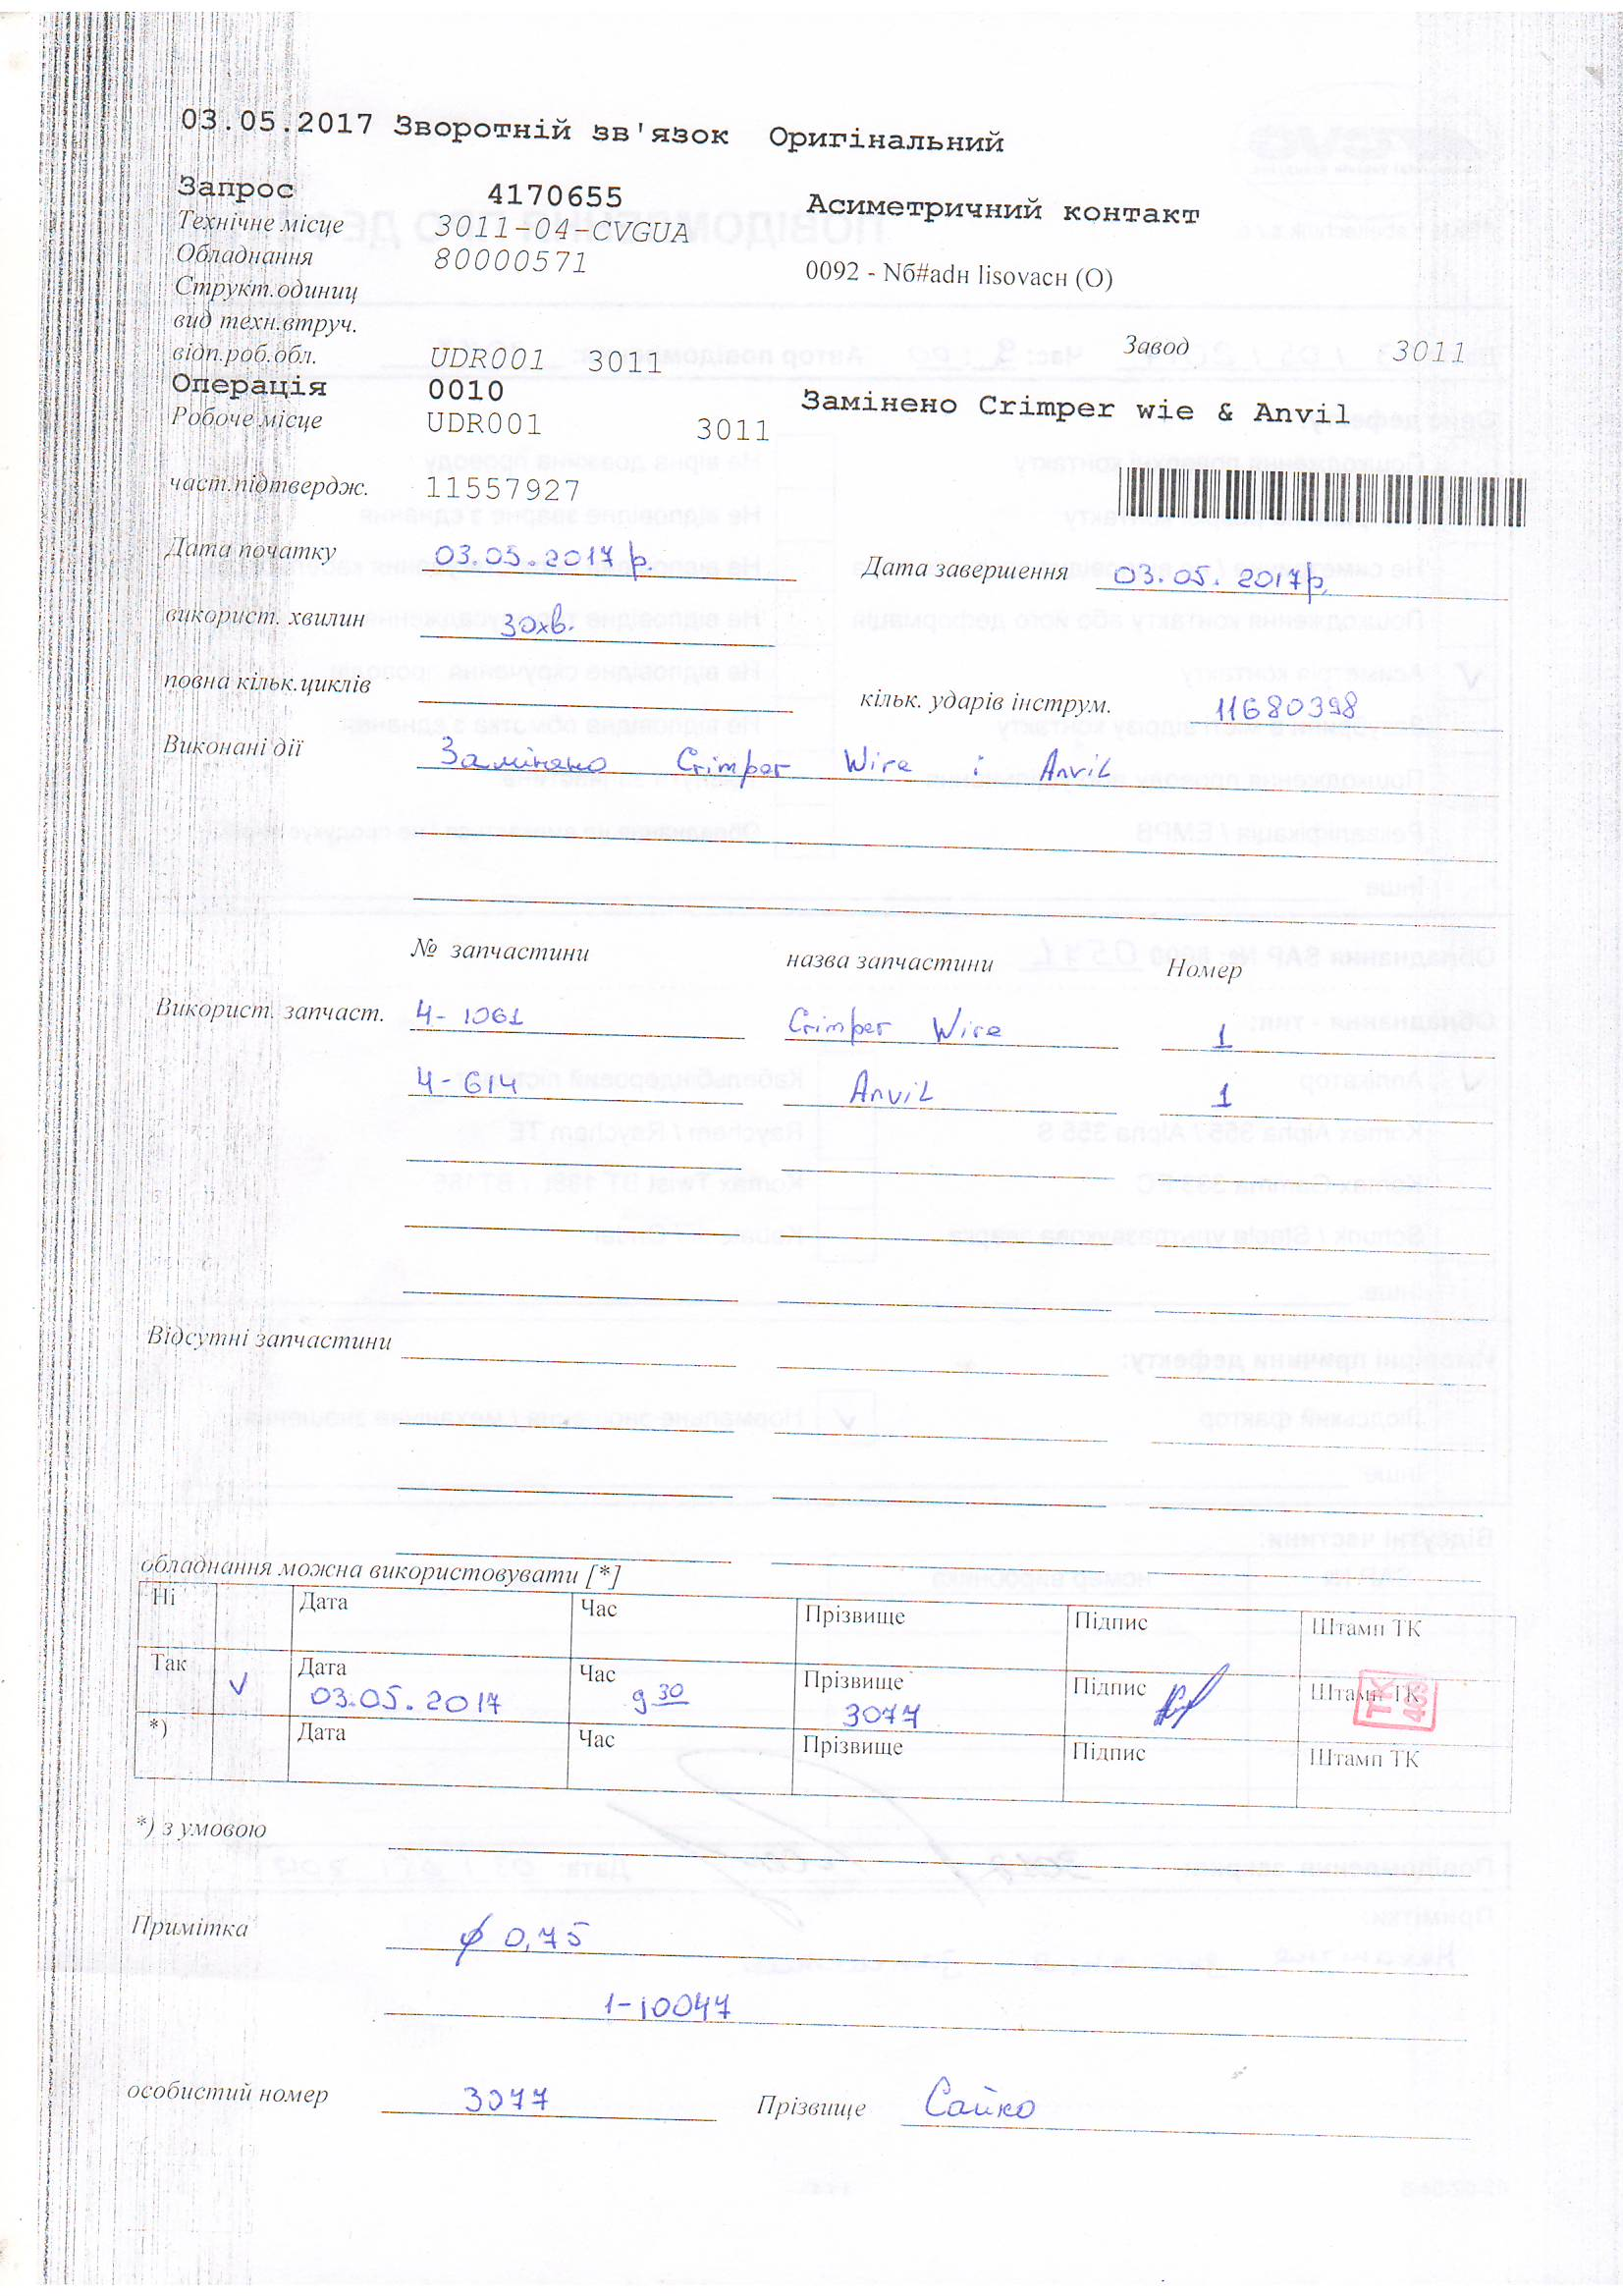 03.05.2017 Зворотній зв'язок Оригінальний
Запрос 4170655 Асиметричний контакт
Технічне місце 3011-04-CVGUA
Обладнання 80000571 0092 - Nб#adн lisovacн (O)
Структ.одиниц
вид техн.втруч.
відп.роб.обл. UDR001 3011 Завод 3011
Операція 0010 Замінено Crimper wie & Anvil
Робоче місце UDR001 3011
част.підтвердж. 11557927
Дата початку 03.05.2017 р. Дата завершення 03.05.2017р.
використ. хвилин 30хв.
повна кільк.циклів кільк. ударів інструм. 11680398
Виконані дії Замінено Crimper Wire і Anvil
№ запчастини назва запчастини Номер
Використ. запчаст. 4-1061 Crimper Wire 1
4-614 Anvil 1
Відсутні запчастини
обладнання можна використовувати [*]
Ні Дата Час Прізвище Підпис Штамп ТК
Так V Дата 03.05.2017 Час 9 30 Прізвище 3077 Підпис Штамп ТК
*) Дата Час Прізвище Підпис Штамп ТК
*) з умовою
Примітка ϕ 0,75
1-10047
особистий номер 3077 Прізвище Сайко